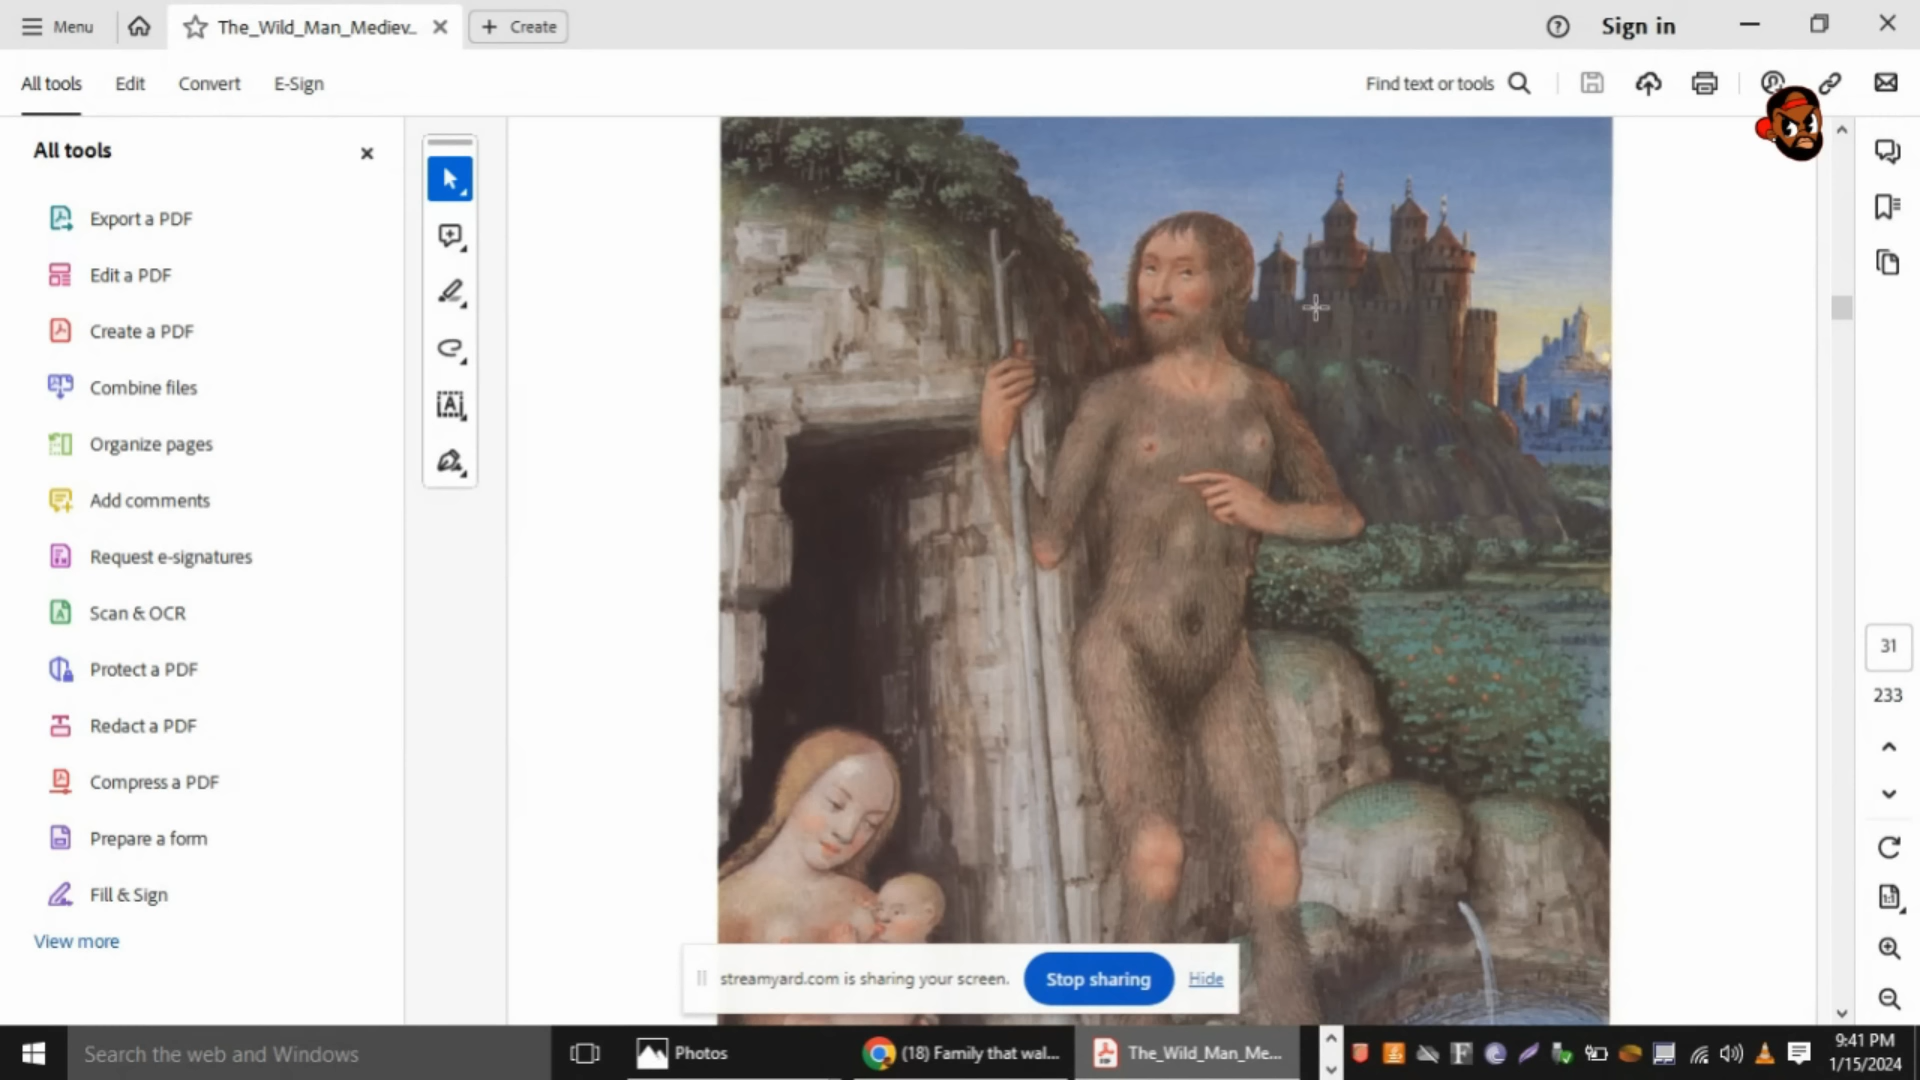 Menu
The_Wild_Man_Mediev...
Create
Sign in
All tools
Edit
Convert
E-Sign
Find text or tools
All tools
Export a PDF
Edit a PDF
Create a PDF
Combine files
Organize pages
Add comments
Request e-signatures
Scan & OCR
Protect a PDF
Redact a PDF
Compress a PDF
Prepare a form
Fill & Sign
View more
31
233
streamyard.com is sharing your screen.
Stop sharing
Hide
Search the web and Windows
Photos
(18) Family that wal...
The_Wild_Man_Me...
9:41 PM
1/15/2024